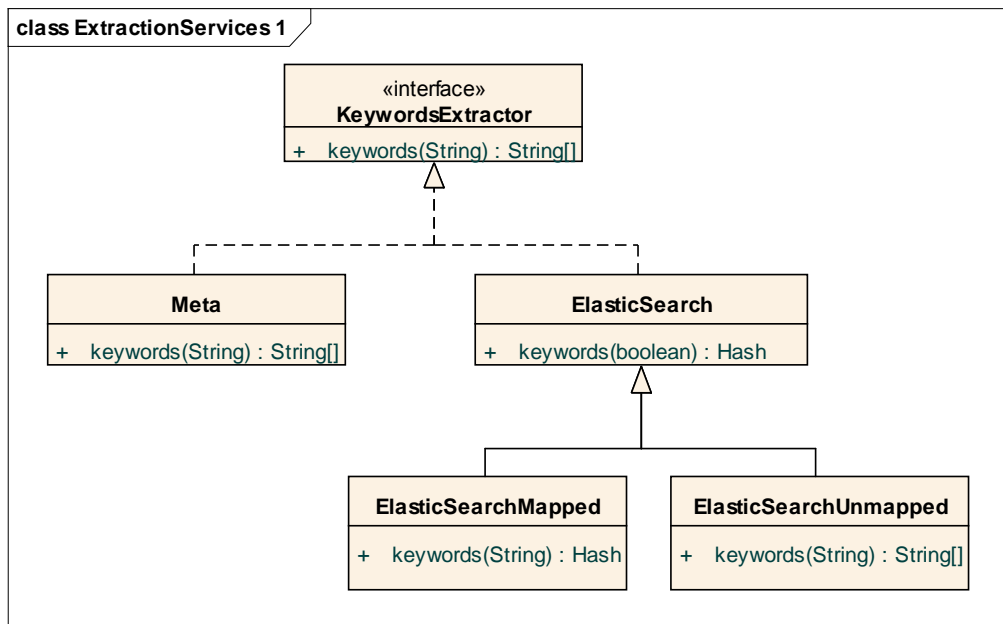 class ExtractionServices 1
«interface»
KeywordsExtractor
+ keywords(String) : String[]
Meta
+ keywords(String) : String[]
ElasticSearch
+ keywords(boolean) : Hash
ElasticSearchMapped
+ keywords(String) : Hash
ElasticSearchUnmapped
+ keywords(String) : String[]